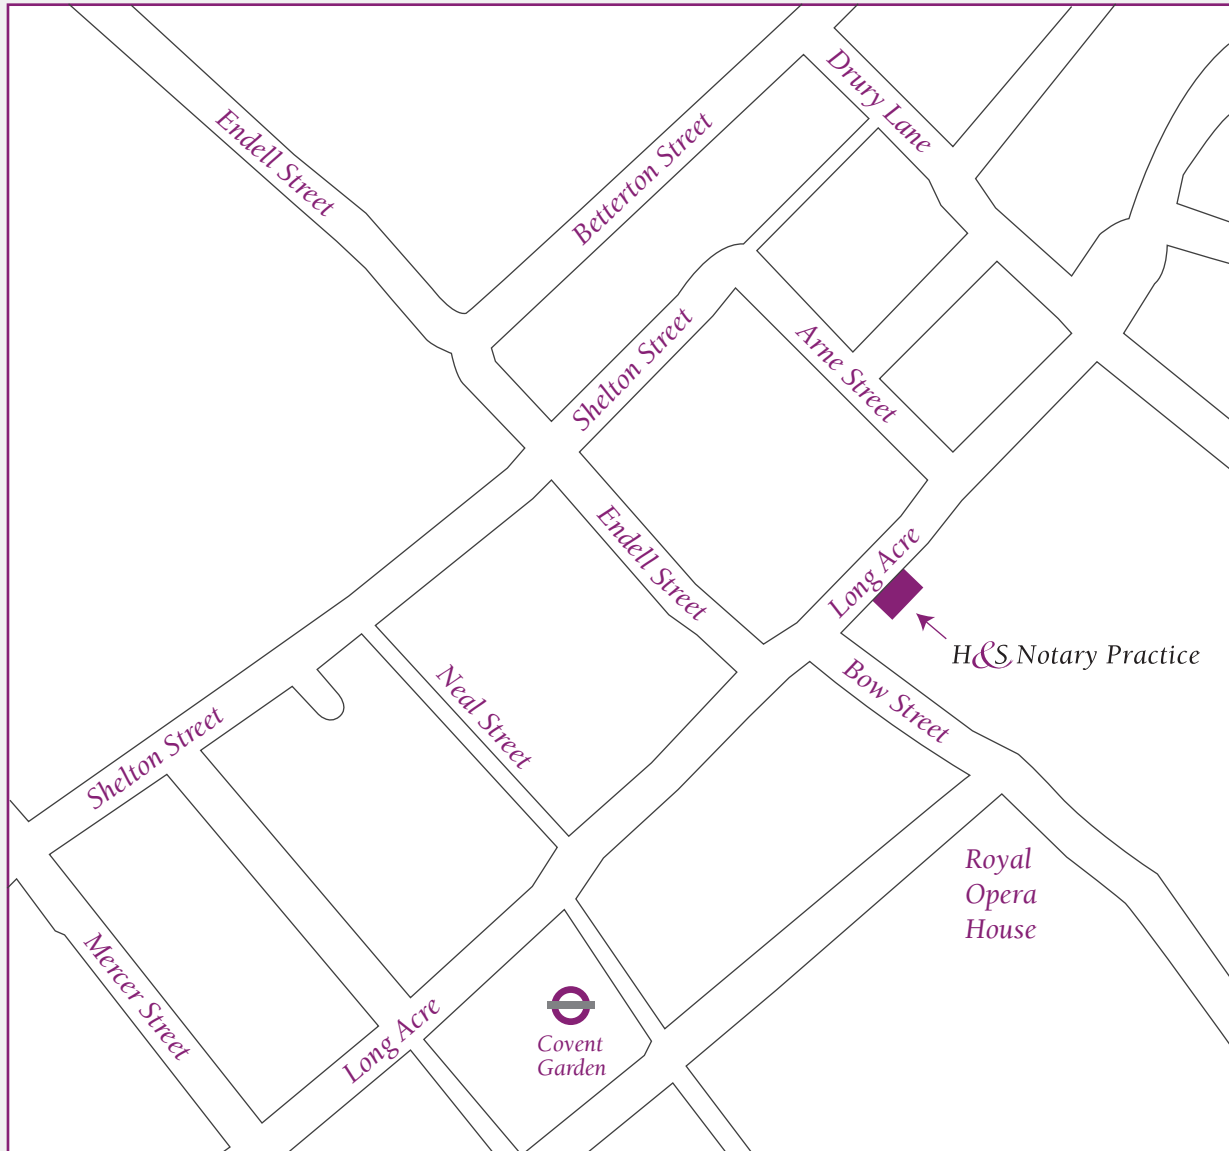 Drury Lane
Endell Street
Betterton Street
Shelton Street
Arne Street
Endell Street
Long Acre
H&S Notary Practice
Bow Street
Neal Street
Shelton Street
Royal
Opera
House
Mercer Street
Long Acre
Covent
Garden